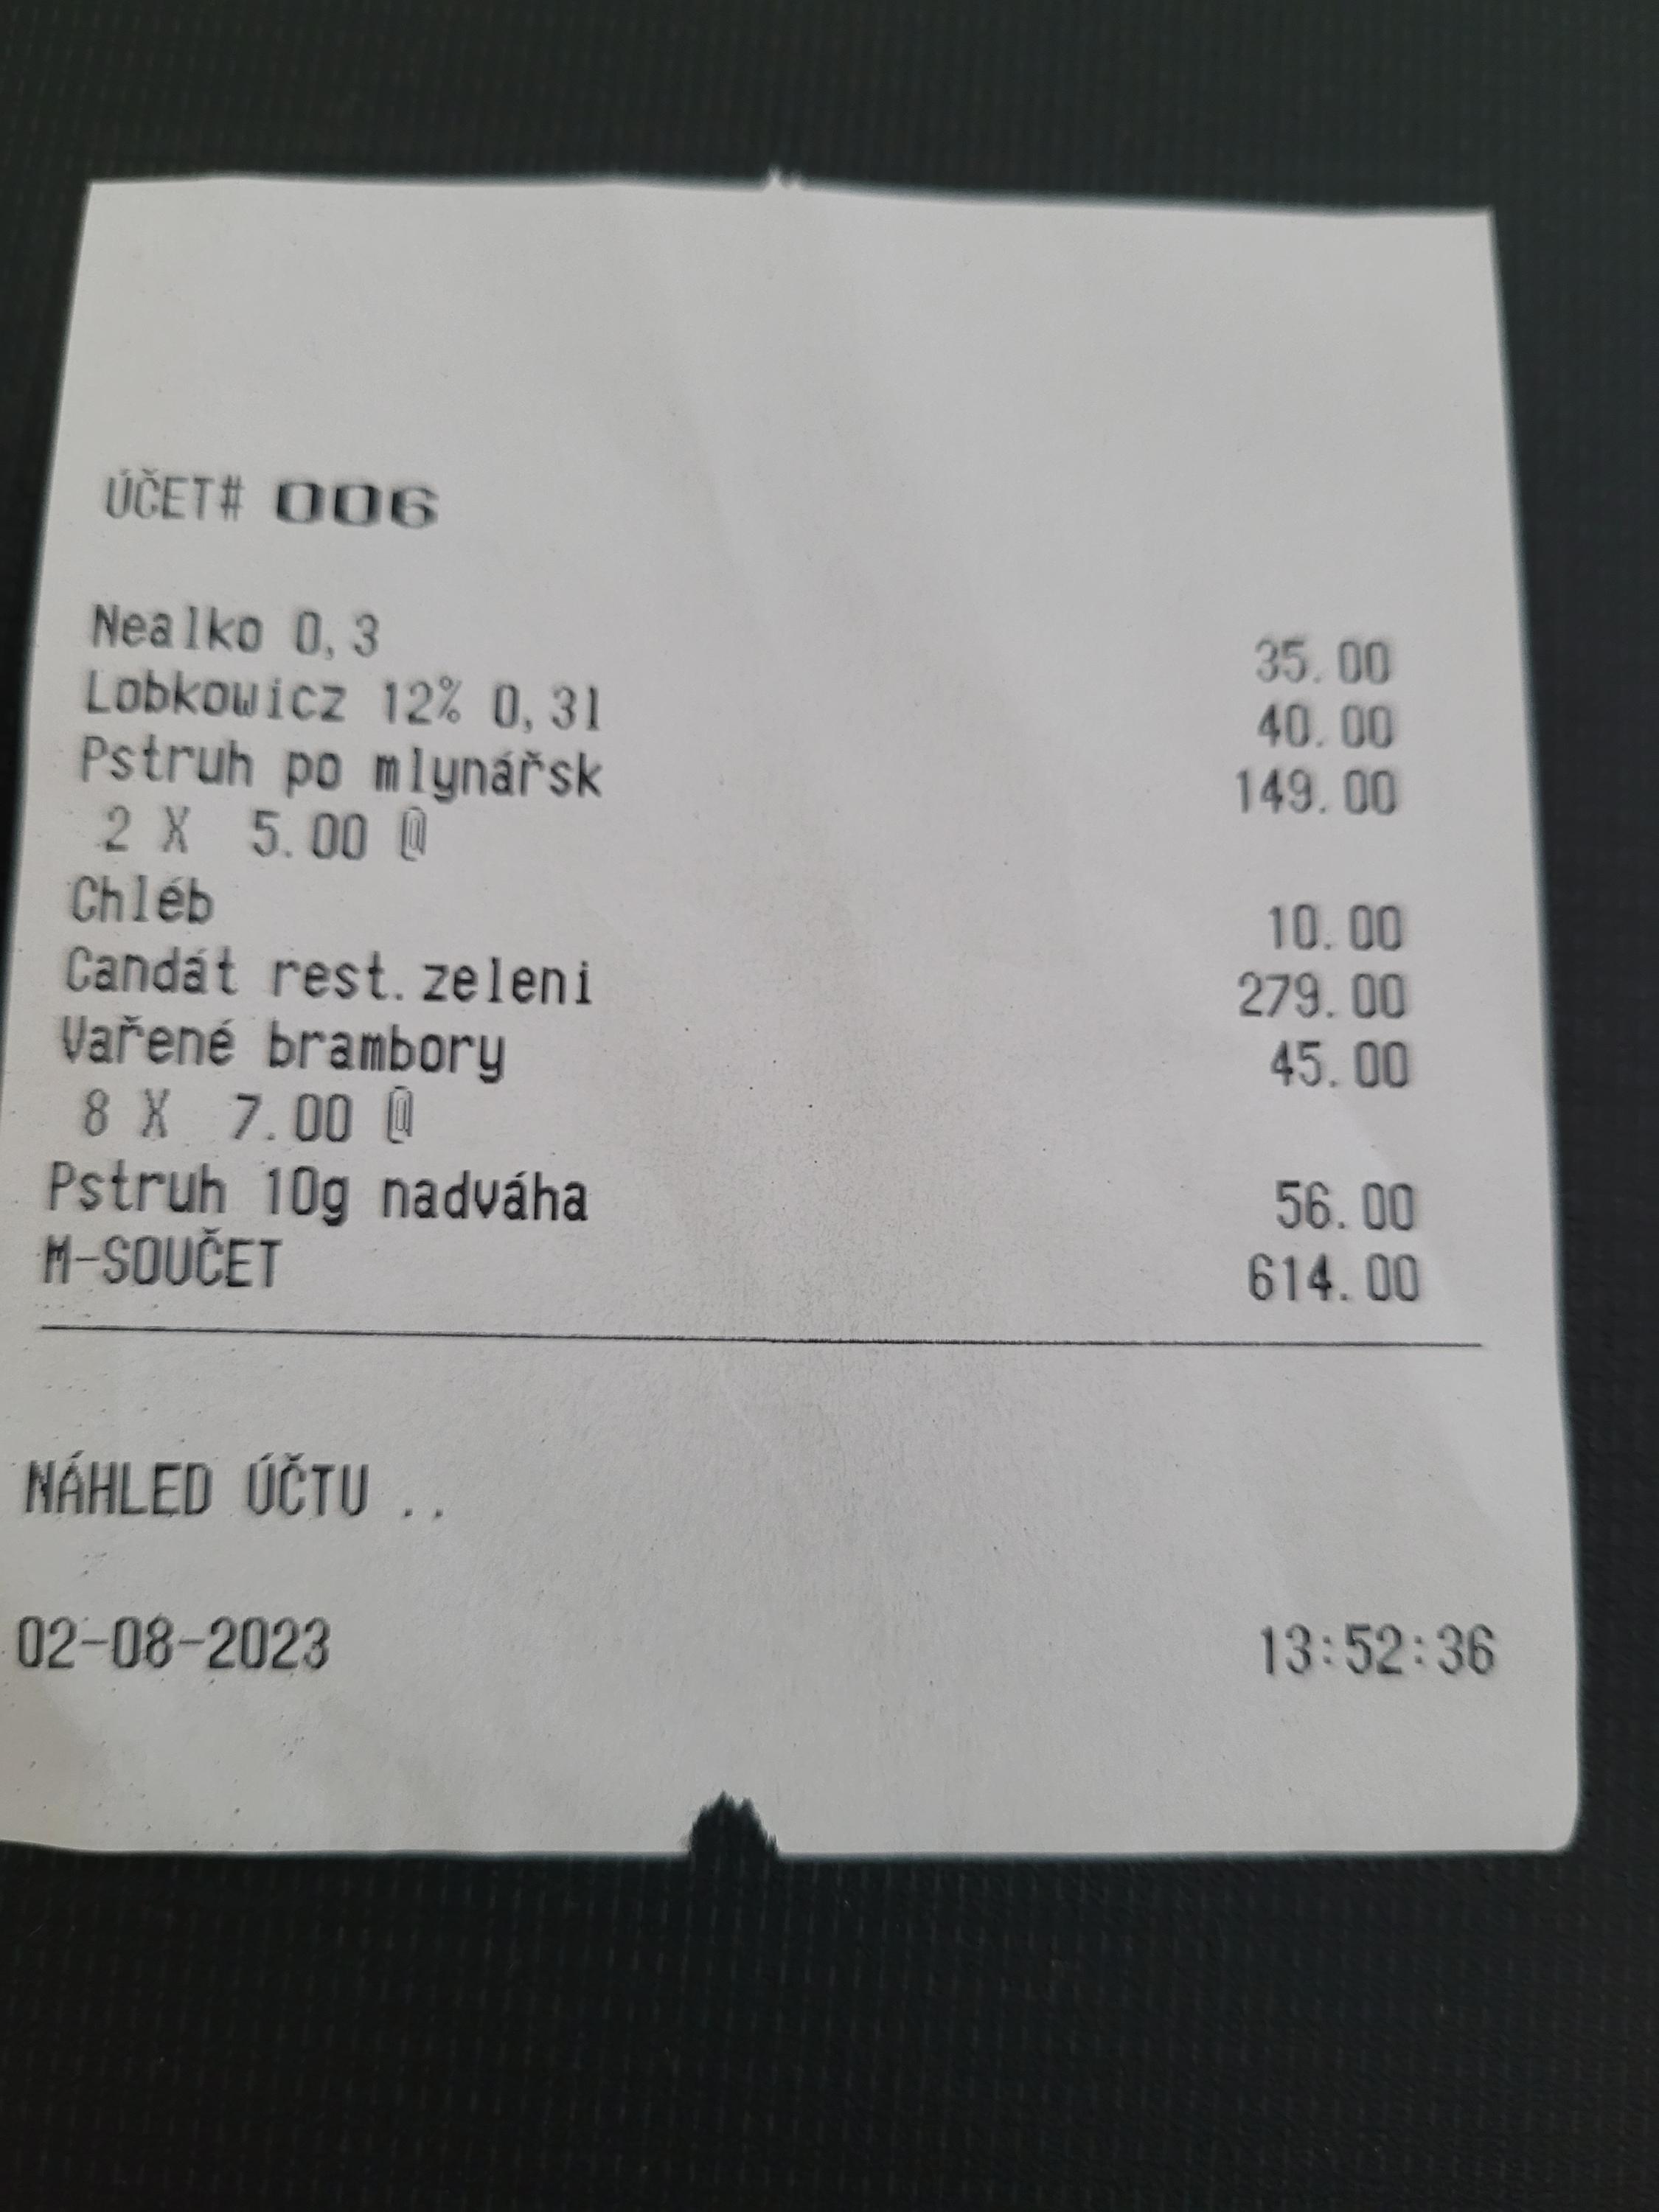 ÚČET# 006
Nealko 0,3 35.00
Lobkowicz 12% 0,3l 40.00
Pstruh po mlynářsk 149.00
2 X 5.00 @
Chléb 10.00
Candát rest.zeleni 279.00
Vařené brambory 45.00
8 X 7.00 @
Pstruh 10g nadváha 56.00
M-SOUČET 614.00
NÁHLED ÚČTU ..
02-08-2023 13:52:36